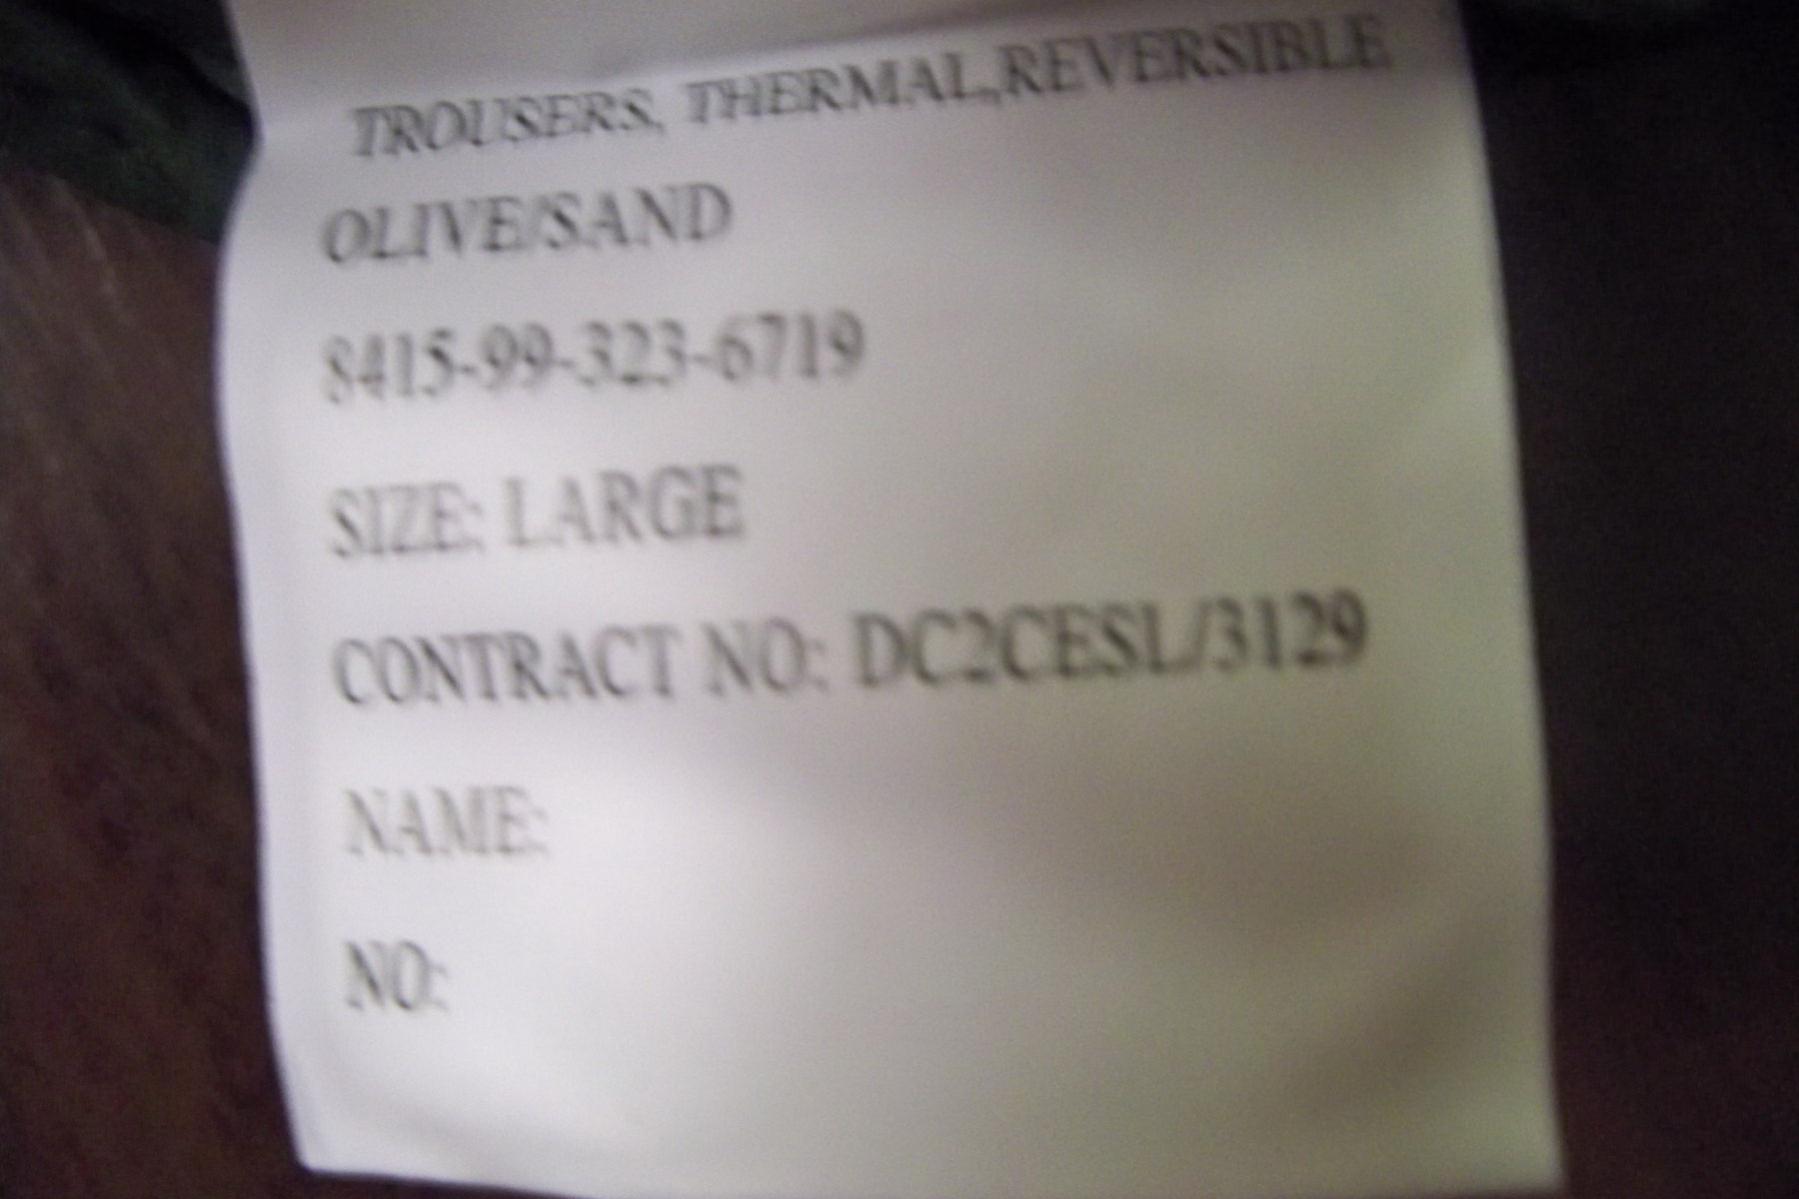 TROUSERS, THERMAL,REVERSIBLE
OLIVE/SAND
8415-99-323-6719
SIZE: LARGE
CONTRACT NO: DC2CESL/3129
NAME:
NO: